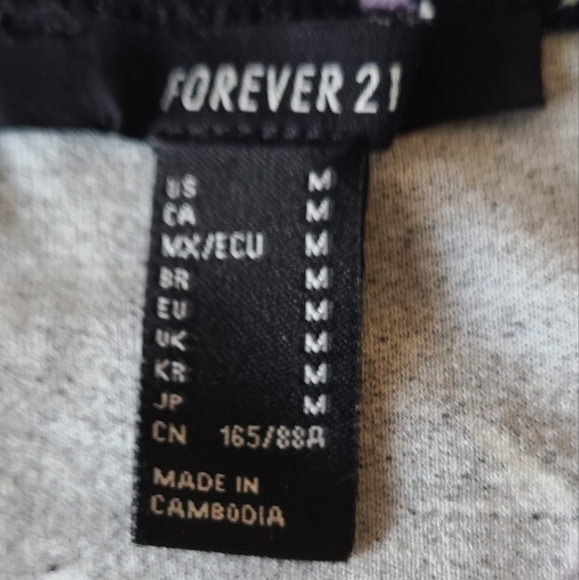 FOREVER 21
US M
CA M
MX/ECU M
BR M
EU M
UK M
KR M
JP M
CN 165/88A
MADE IN
CAMBODIA